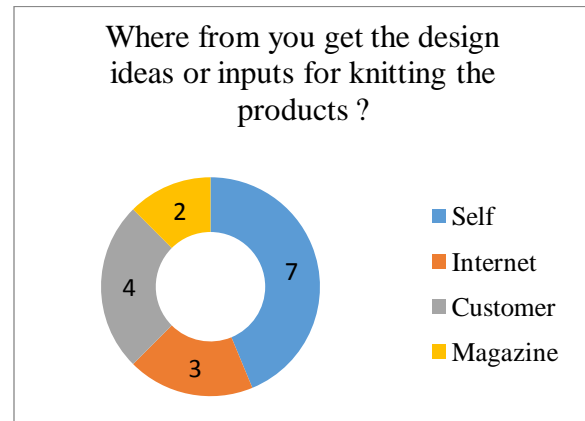 Where from you get the design
ideas or inputs for knitting the
products ?
2
7
4
3
Self
Internet
Customer
Magazine